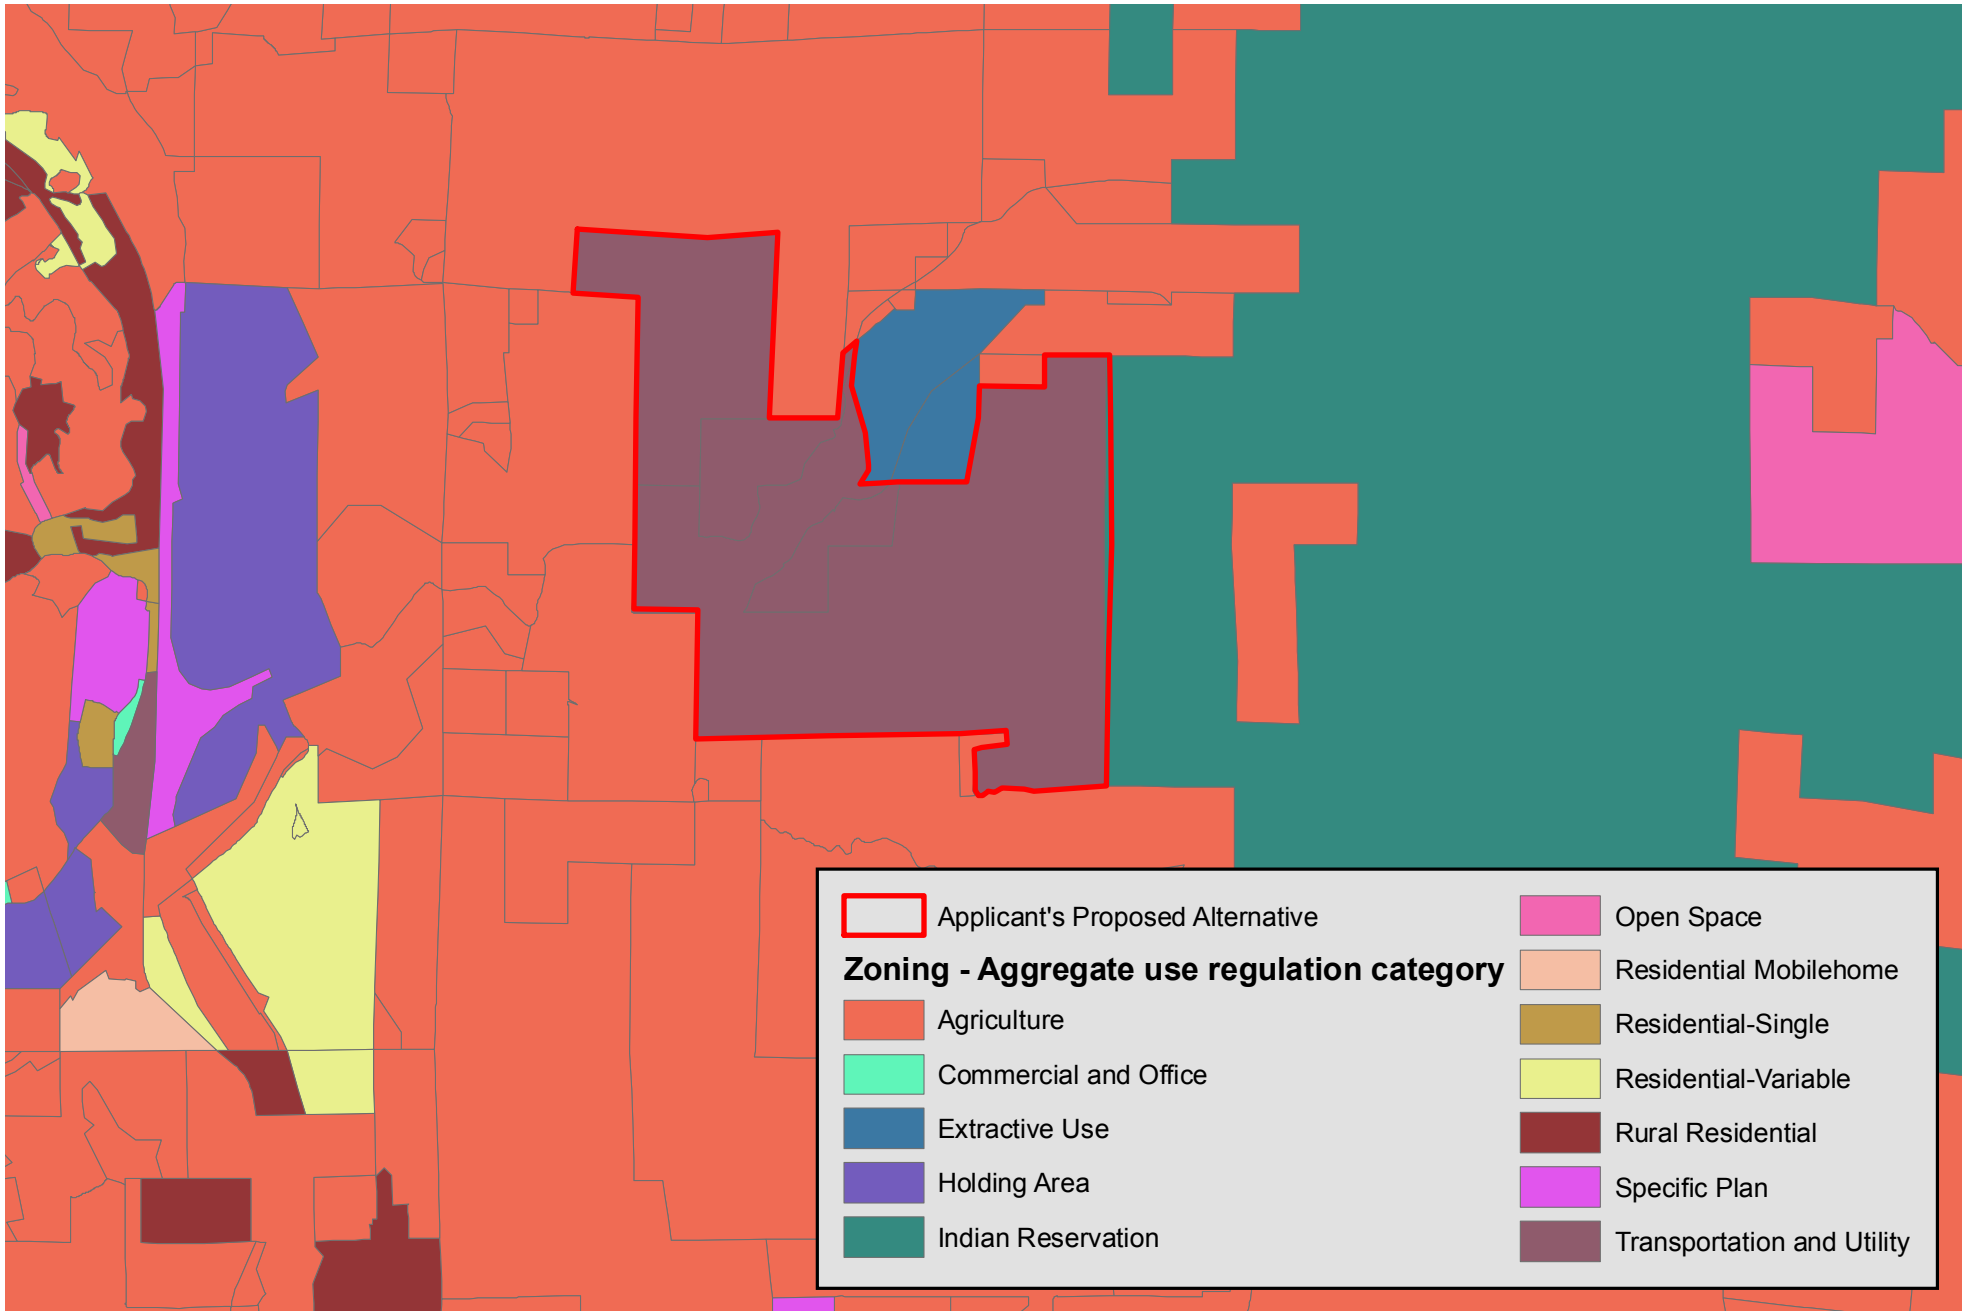 Applicant's Proposed Alternative
Zoning - Aggregate use regulation category
Agriculture
Commercial and Office
Extractive Use
Holding Area
Indian Reservation
Open Space
Residential Mobilehome
Residential-Single
Residential-Variable
Rural Residential
Specific Plan
Transportation and Utility